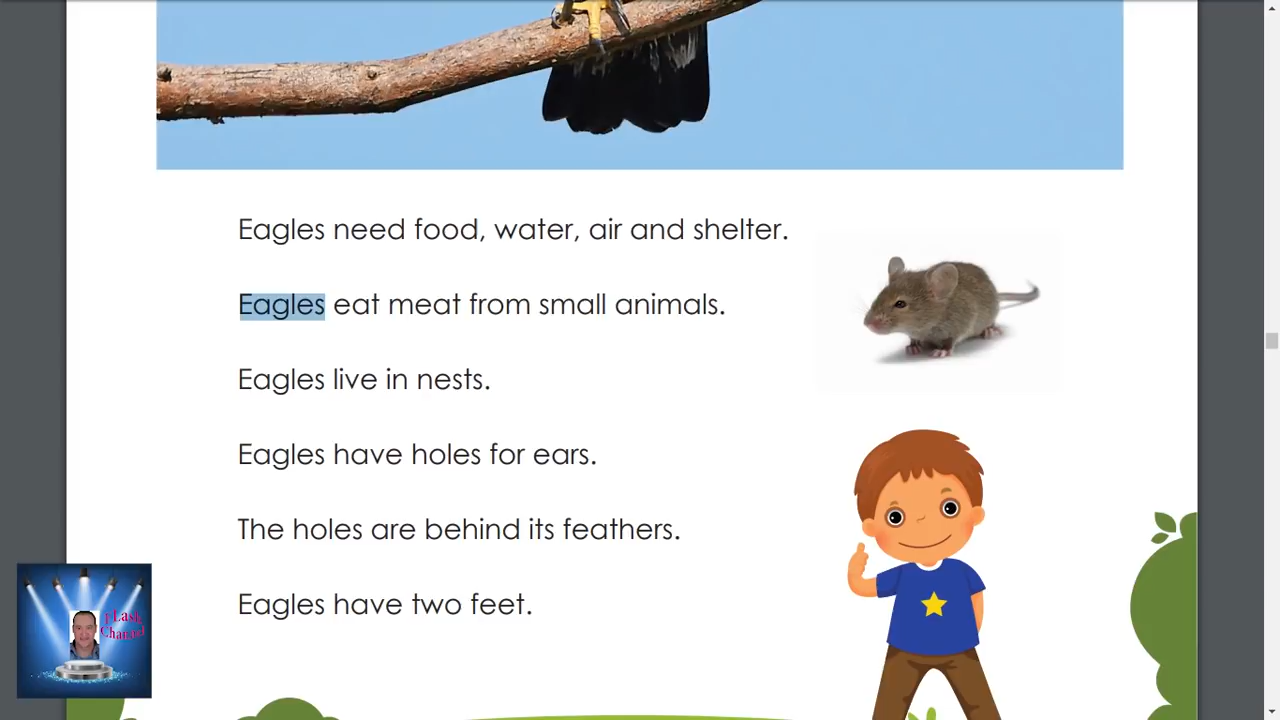 Eagles need food, water, air and shelter.
Eagles eat meat from small animals.
Eagles live in nests.
Eagles have holes for ears.
The holes are behind its feathers.
Eagles have two feet.